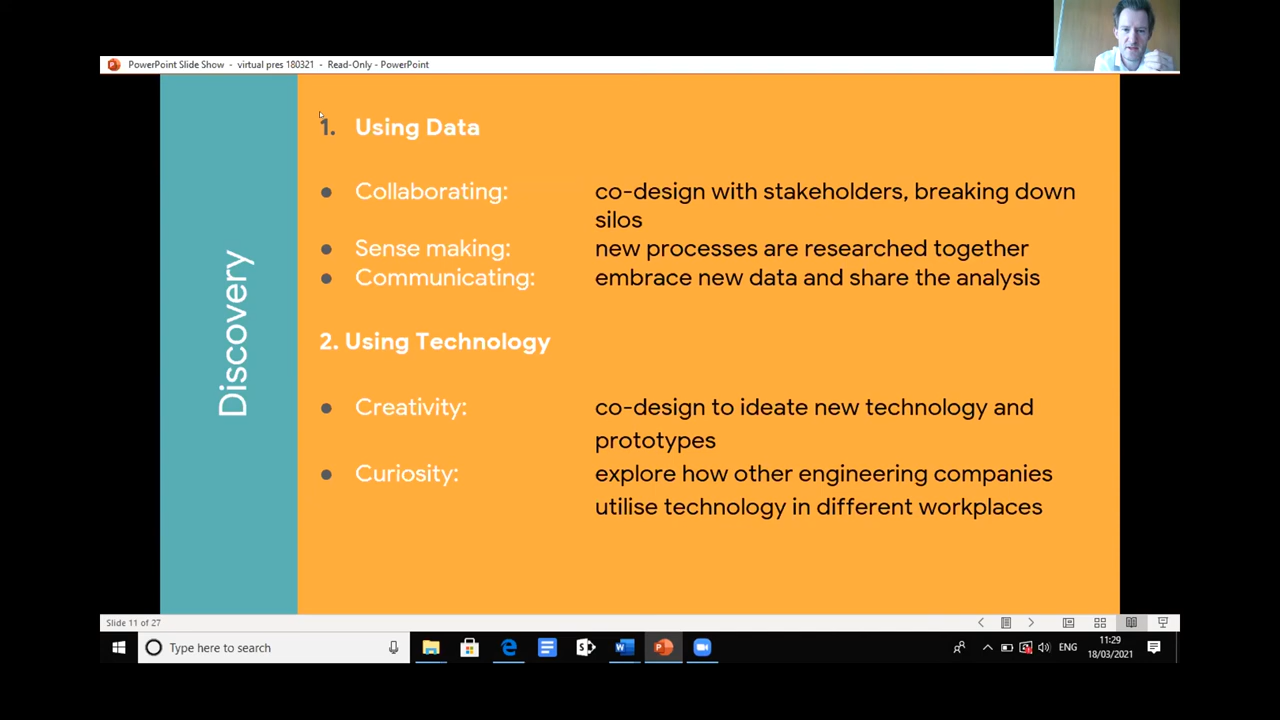 PowerPoint Slide Show - virtual pres 180321 - Read-Only - PowerPoint
Discovery
1. Using Data
● Collaborating: co-design with stakeholders, breaking down
silos
● Sense making: new processes are researched together
● Communicating: embrace new data and share the analysis
2. Using Technology
● Creativity: co-design to ideate new technology and
prototypes
● Curiosity: explore how other engineering companies
utilise technology in different workplaces
Slide 11 of 27
Type here to search
ENG
11:29
18/03/2021